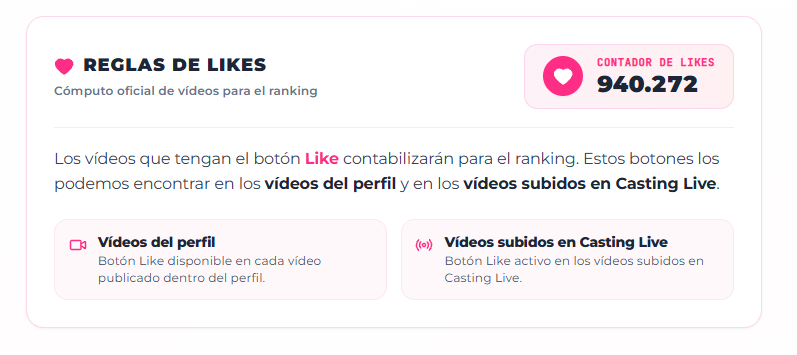 REGLAS DE LIKES
Cómputo oficial de vídeos para el ranking
CONTADOR DE LIKES
940.272
Los vídeos que tengan el botón Like contabilizarán para el ranking. Estos botones los
podemos encontrar en los vídeos del perfil y en los vídeos subidos en Casting Live.
Vídeos del perfil
Botón Like disponible en cada vídeo
publicado dentro del perfil.
Vídeos subidos en Casting Live
Botón Like activo en los vídeos subidos en
Casting Live.